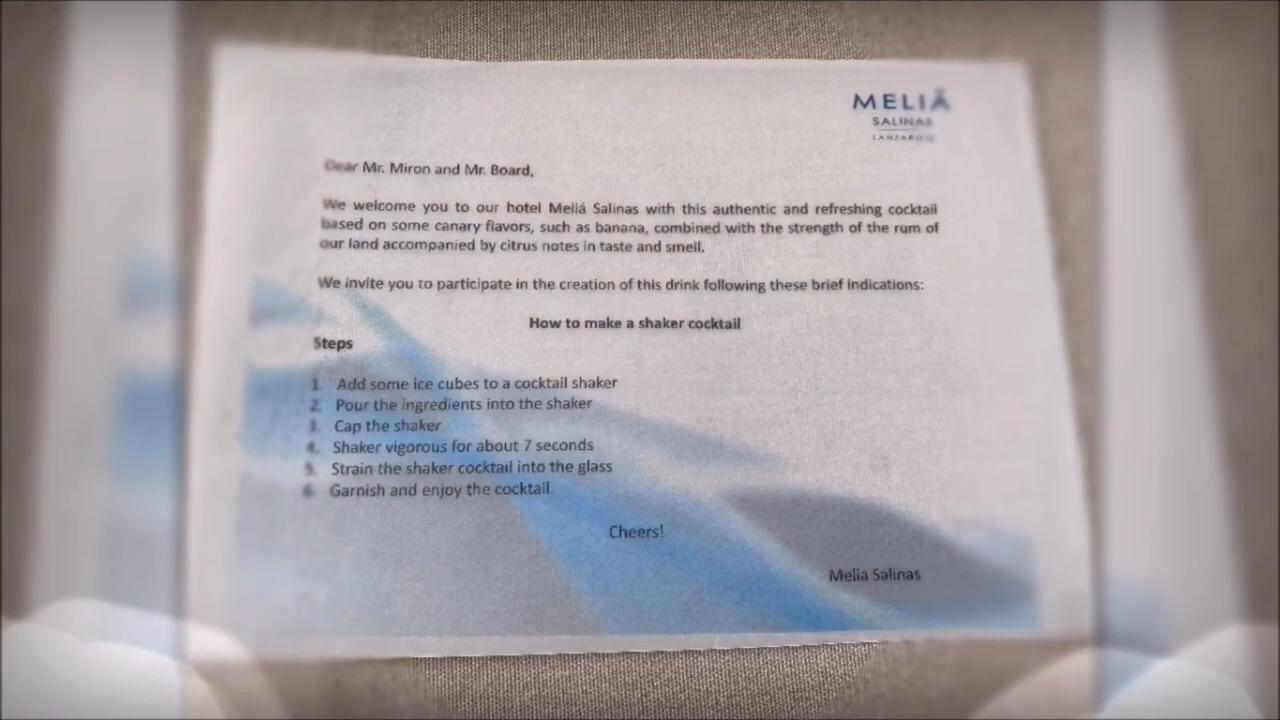 MELIÁ
SALINAS
LANZAROTE
Dear Mr. Miron and Mr. Board,
We welcome you to our hotel Meliá Salinas with this authentic and refreshing cocktail
based on some canary flavors, such as banana, combined with the strength of the rum of
our land accompanied by citrus notes in taste and smell.
We invite you to participate in the creation of this drink following these brief indications:
How to make a shaker cocktail
Steps
1. Add some ice cubes to a cocktail shaker
2. Pour the ingredients into the shaker
3. Cap the shaker
4. Shaker vigorous for about 7 seconds
5. Strain the shaker cocktail into the glass
6. Garnish and enjoy the cocktail.
Cheers!
Melia Salinas